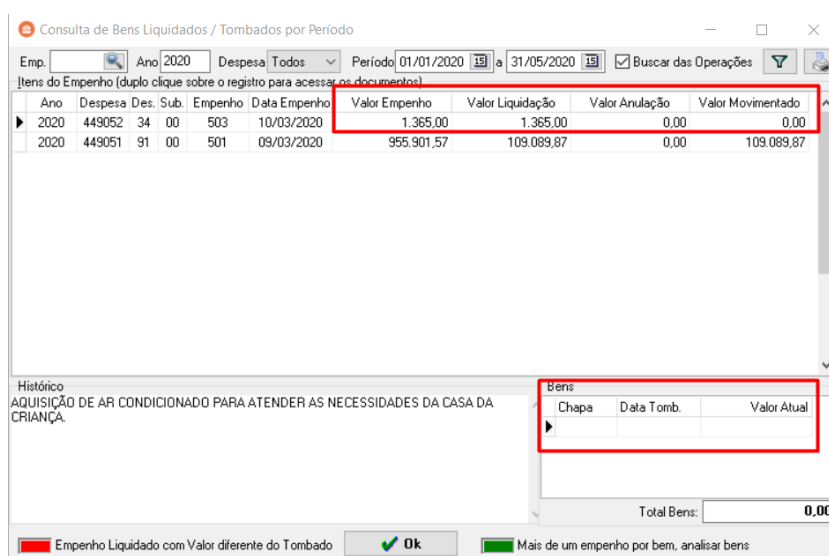 Consulta de Bens Liquidados / Tombados por Período
Emp. Ano 2020 Despesa Todos Período 01/01/2020 15 a 31/05/2020 15 Buscar das Operações
Itens do Empenho (duplo clique sobre o registro para acessar os documentos)
Ano Despesa Des. Sub. Empenho Data Empenho Valor Empenho Valor Liquidação Valor Anulação Valor Movimentado
2020 449052 34 00 503 10/03/2020 1.365,00 1.365,00 0,00 0,00
2020 449051 91 00 501 09/03/2020 955.901,57 109.089,87 0,00 109.089,87
Histórico
AQUISIÇÃO DE AR CONDICIONADO PARA ATENDER AS NECESSIDADES DA CASA DA
CRIANÇA.
Bens
Chapa Data Tomb. Valor Atual
Total Bens: 0,00
Empenho Liquidado com Valor diferente do Tombado Ok Mais de um empenho por bem, analisar bens